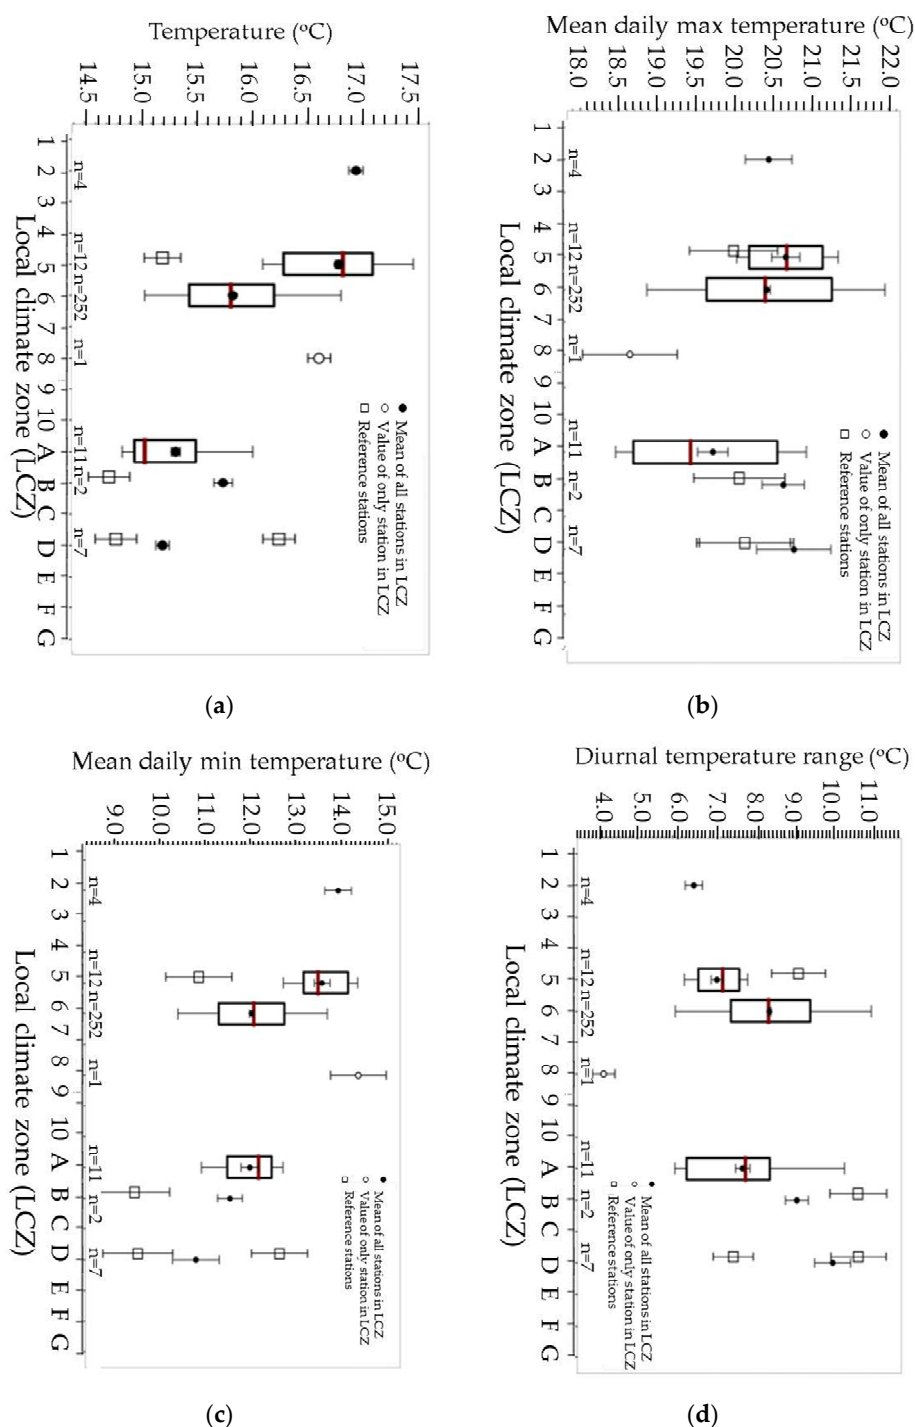 Temperature (ºC)
14.5
15.0
15.5
16.0
16.5
17.0
17.5
1
2
3
4
5
6
7
8
9
10
A
B
C
D
E
F
G
n=4
n=12
n=252
n=1
n=11
n=2
n=7
Local climate zone (LCZ)
Mean of all stations in LCZ
Value of only station in LCZ
Reference stations
(a)
Mean daily max temperature (ºC)
18.0
18.5
19.0
19.5
20.0
20.5
21.0
21.5
22.0
1
2
3
4
5
6
7
8
9
10
A
B
C
D
E
F
G
n=4
n=12
n=252
n=1
n=11
n=2
n=7
Local climate zone (LCZ)
Mean of all stations in LCZ
Value of only station in LCZ
Reference stations
(b)
Mean daily min temperature (ºC)
9.0
10.0
11.0
12.0
13.0
14.0
15.0
1
2
3
4
5
6
7
8
9
10
A
B
C
D
E
F
G
n=4
n=12
n=252
n=1
n=11
n=2
n=7
Local climate zone (LCZ)
Mean of all stations in LCZ
Value of only station in LCZ
Reference stations
(c)
Diurnal temperature range (ºC)
4.0
5.0
6.0
7.0
8.0
9.0
10.0
11.0
1
2
3
4
5
6
7
8
9
10
A
B
C
D
E
F
G
n=4
n=12
n=252
n=1
n=11
n=2
n=7
Local climate zone (LCZ)
Mean of all stations in LCZ
Value of only station in LCZ
Reference stations
(d)